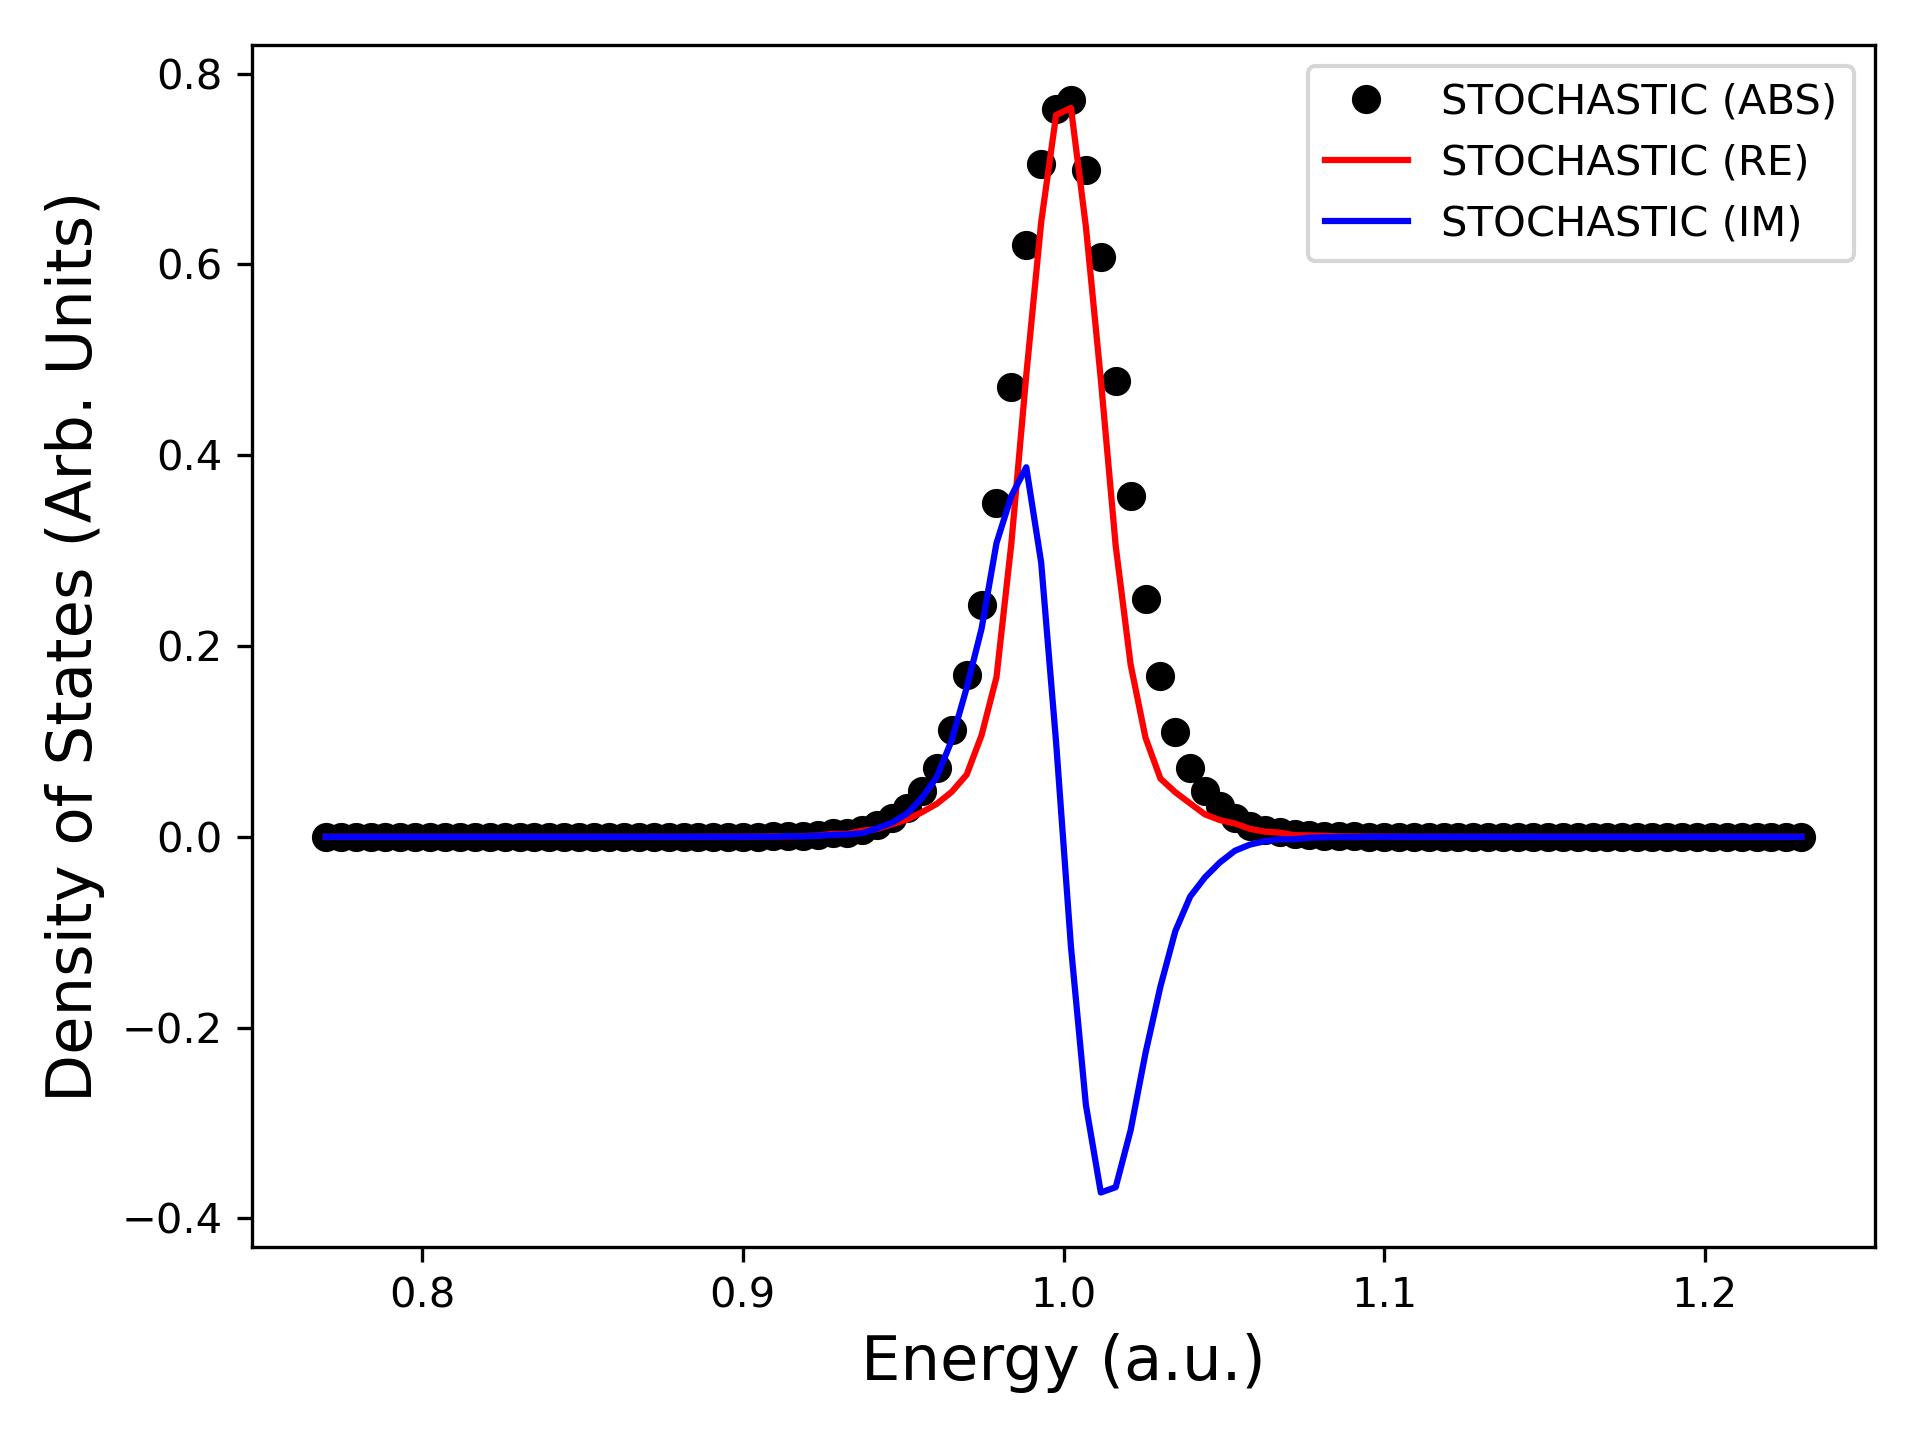 Density of States (Arb. Units)
0.8
0.6
0.4
0.2
0.0
−0.2
−0.4
STOCHASTIC (ABS)
STOCHASTIC (RE)
STOCHASTIC (IM)
0.8 0.9 1.0 1.1 1.2
Energy (a.u.)